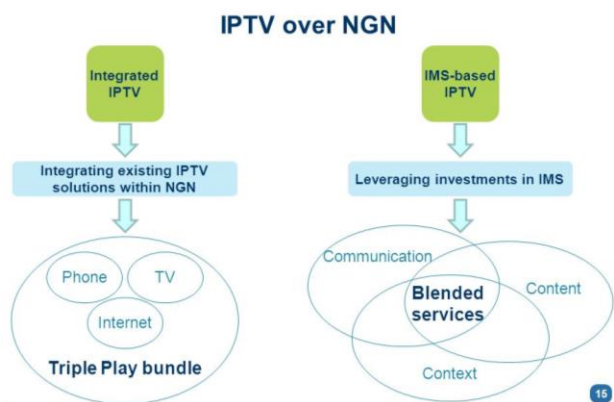 IPTV over NGN
Integrated
IPTV
IMS-based
IPTV
Integrating existing IPTV
solutions within NGN
Leveraging investments in IMS
Phone
TV
Internet
Triple Play bundle
Communication
Content
Blended
services
Context
15